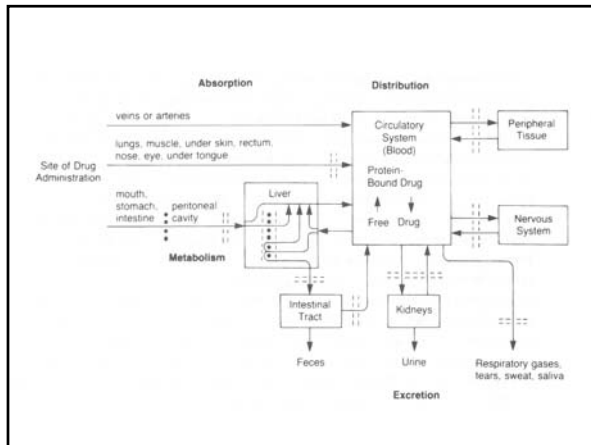 Absorption
Distribution
veins or arteries
lungs, muscle, under skin, rectum,
nose, eye, under tongue
Site of Drug
Administration
mouth,
stomach,
intestine
peritoneal
cavity
Liver
Metabolism
Circulatory
System
(Blood)
Protein-
Bound Drug
Free Drug
Peripheral
Tissue
Nervous
System
Intestinal
Tract
Kidneys
Feces
Urine
Respiratory gases,
tears, sweat, saliva
Excretion